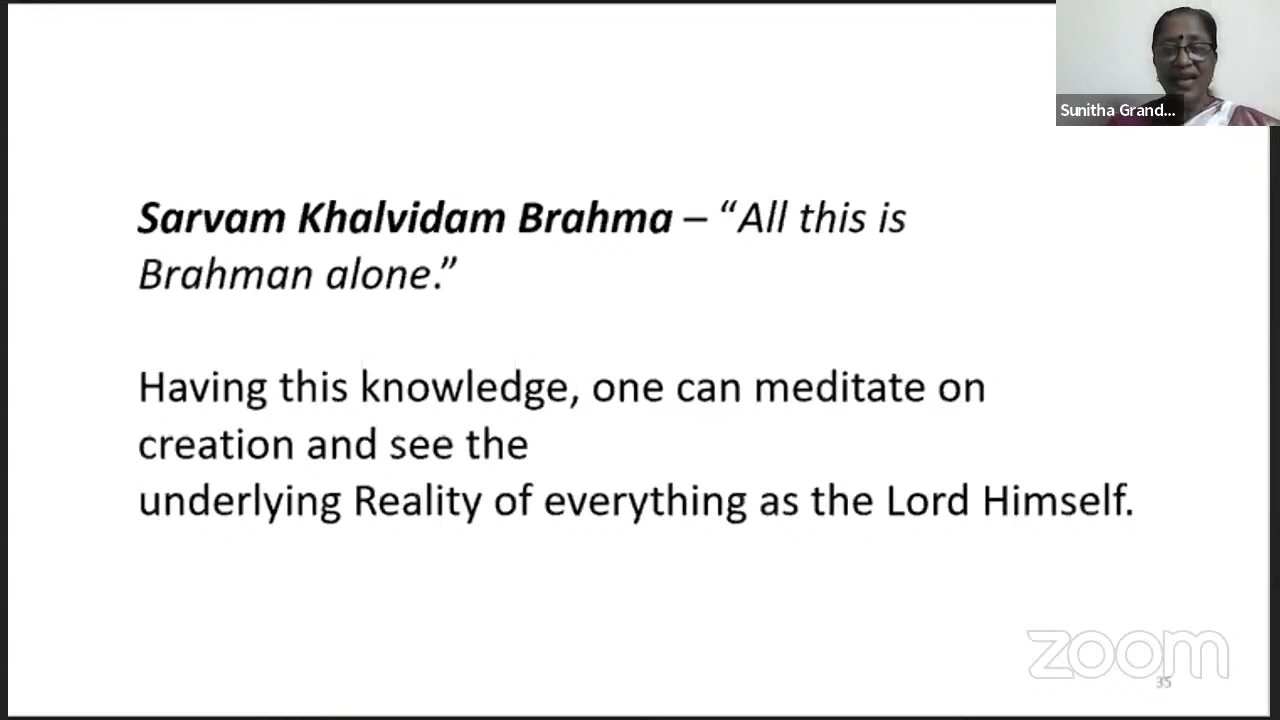 Sunitha Grand...
Sarvam Khalvidam Brahma – “All this is
Brahman alone.”
Having this knowledge, one can meditate on
creation and see the
underlying Reality of everything as the Lord Himself.
zoom
35